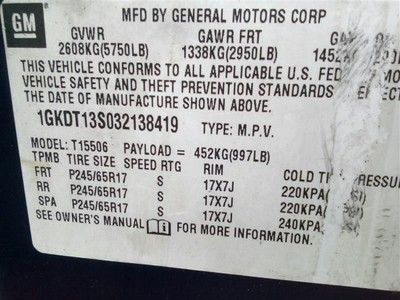 GM
MFD BY GENERAL MOTORS CORP
GVWR GAWR FRT
2608KG(5750LB) 1338KG(2950LB)
THIS VEHICLE CONFORMS TO ALL APPLICABLE U.S.
VEHICLE SAFETY AND THEFT PREVENTION STANDARDS
THE DATE OF MANUFACTURE SHOWN ABOVE.
1GKDT13S032138419 TYPE: M.P.V.
MODEL: T15506 PAYLOAD = 452KG(997LB)
TPMB TIRE SIZE SPEED RTG RIM COLD
FRT P245/65R17 S 17X7J 220KPA
RR P245/65R17 S 17X7J 220KPA
SPA P245/65R17 S 17X7J 240KPA
SEE OWNER'S MANUAL FOR MORE INFORMATION.